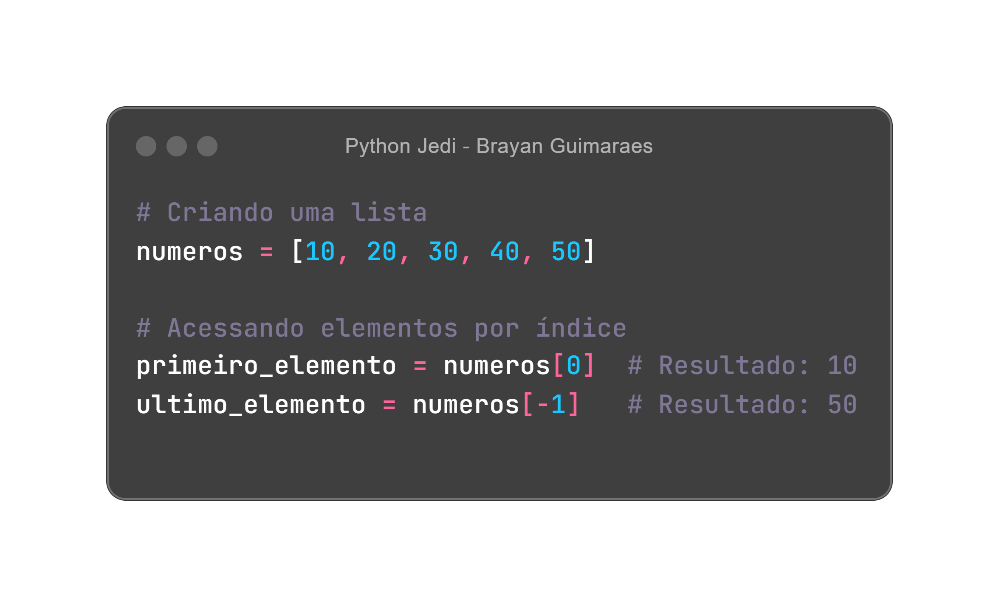 Python Jedi - Brayan Guimaraes
# Criando uma lista
numeros = [10, 20, 30, 40, 50]
# Acessando elementos por índice
primeiro_elemento = numeros[0]  # Resultado: 10
ultimo_elemento = numeros[-1]   # Resultado: 50